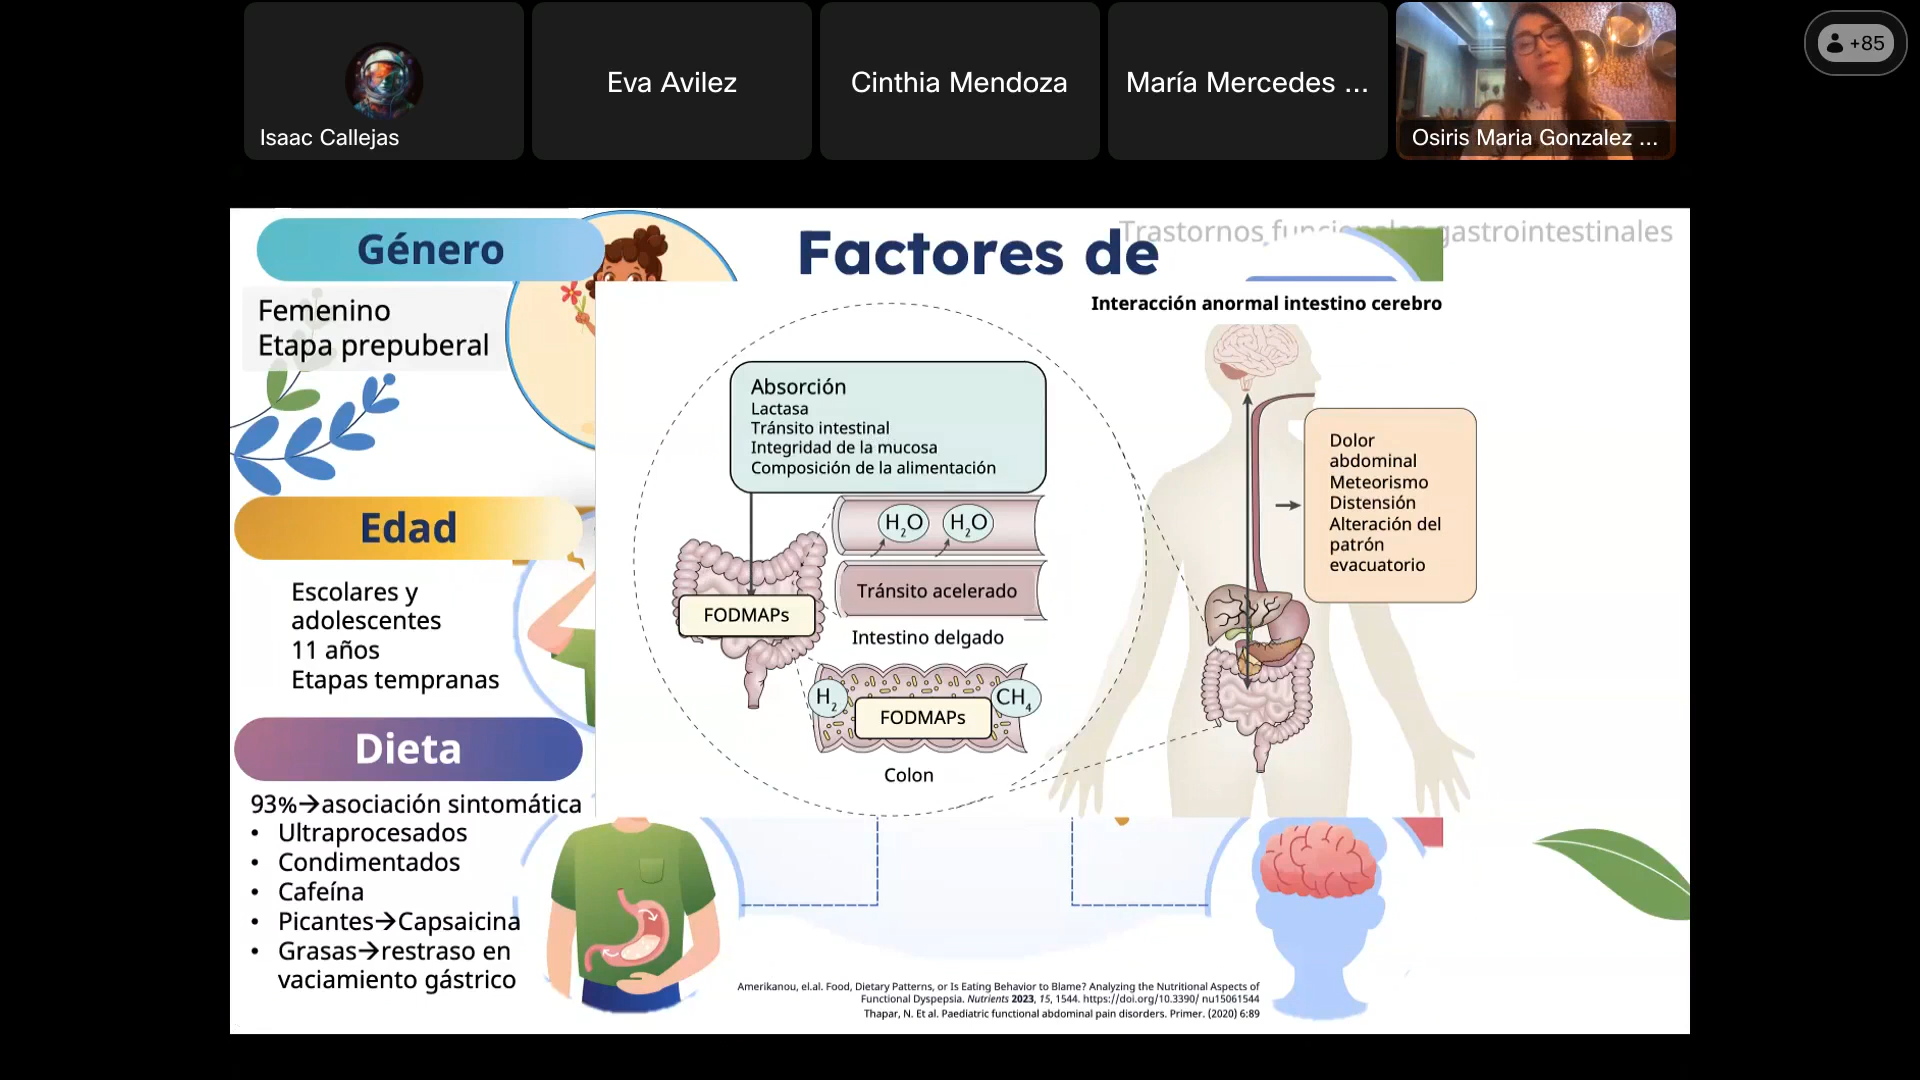 Isaac Callejas
Eva Avilez
Cinthia Mendoza
María Mercedes ...
Osiris Maria Gonzalez ...
+85
Género
Femenino
Etapa prepuberal
Factores de
Trastornos funcionales gastrointestinales
Interacción anormal intestino cerebro
Absorción
Lactasa
Tránsito intestinal
Integridad de la mucosa
Composición de la alimentación
H2O
H2O
Tránsito acelerado
FODMAPs
Intestino delgado
H2
CH4
FODMAPs
Colon
Dolor
abdominal
Meteorismo
Distensión
Alteración del
patrón
evacuatorio
Edad
Escolares y
adolescentes
11 años
Etapas tempranas
Dieta
93%→asociación sintomática
• Ultraprocesados
• Condimentados
• Cafeína
• Picantes→Capsaicina
• Grasas→restraso en
vaciamiento gástrico
Amerikanou, el.al. Food, Dietary Patterns, or Is Eating Behavior to Blame? Analyzing the Nutritional Aspects of
Functional Dyspepsia. Nutrients 2023, 15, 1544. https://doi.org/10.3390/ nu15061544
Thapar, N. Et al. Paediatric functional abdominal pain disorders. Primer. (2020) 6:89